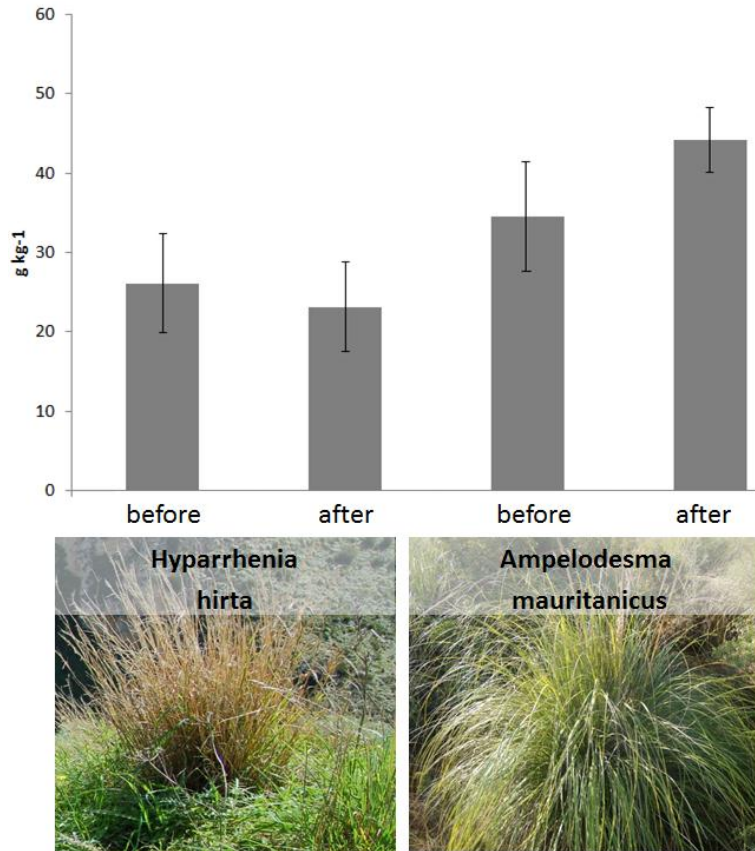 60
50
40
30
20
10
0
g kg-1
before after before after
Hyparrhenia
hirta
Ampelodesma
mauritanicus